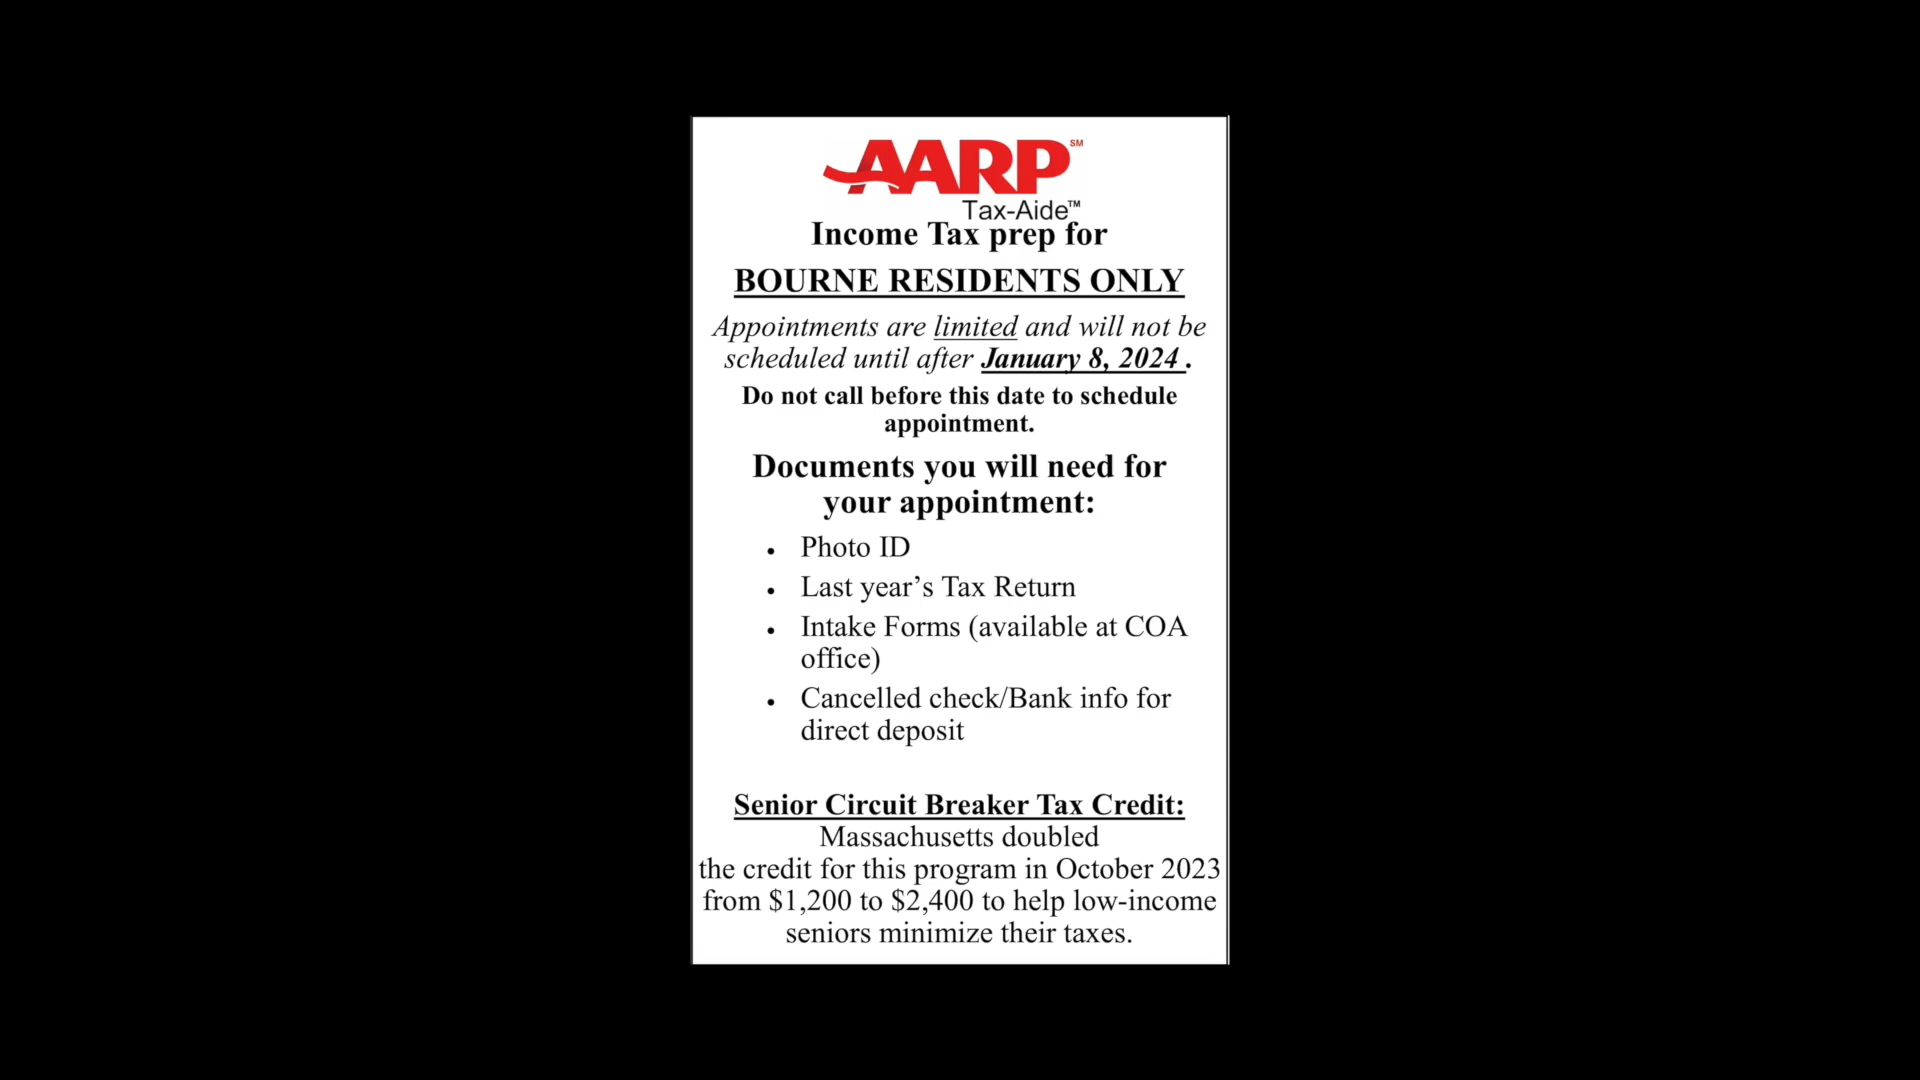 AARP SM
Tax-Aide™
Income Tax prep for
BOURNE RESIDENTS ONLY
Appointments are limited and will not be
scheduled until after January 8, 2024 .
Do not call before this date to schedule
appointment.
Documents you will need for
your appointment:
• Photo ID
• Last year’s Tax Return
• Intake Forms (available at COA
office)
• Cancelled check/Bank info for
direct deposit
Senior Circuit Breaker Tax Credit:
Massachusetts doubled
the credit for this program in October 2023
from $1,200 to $2,400 to help low-income
seniors minimize their taxes.